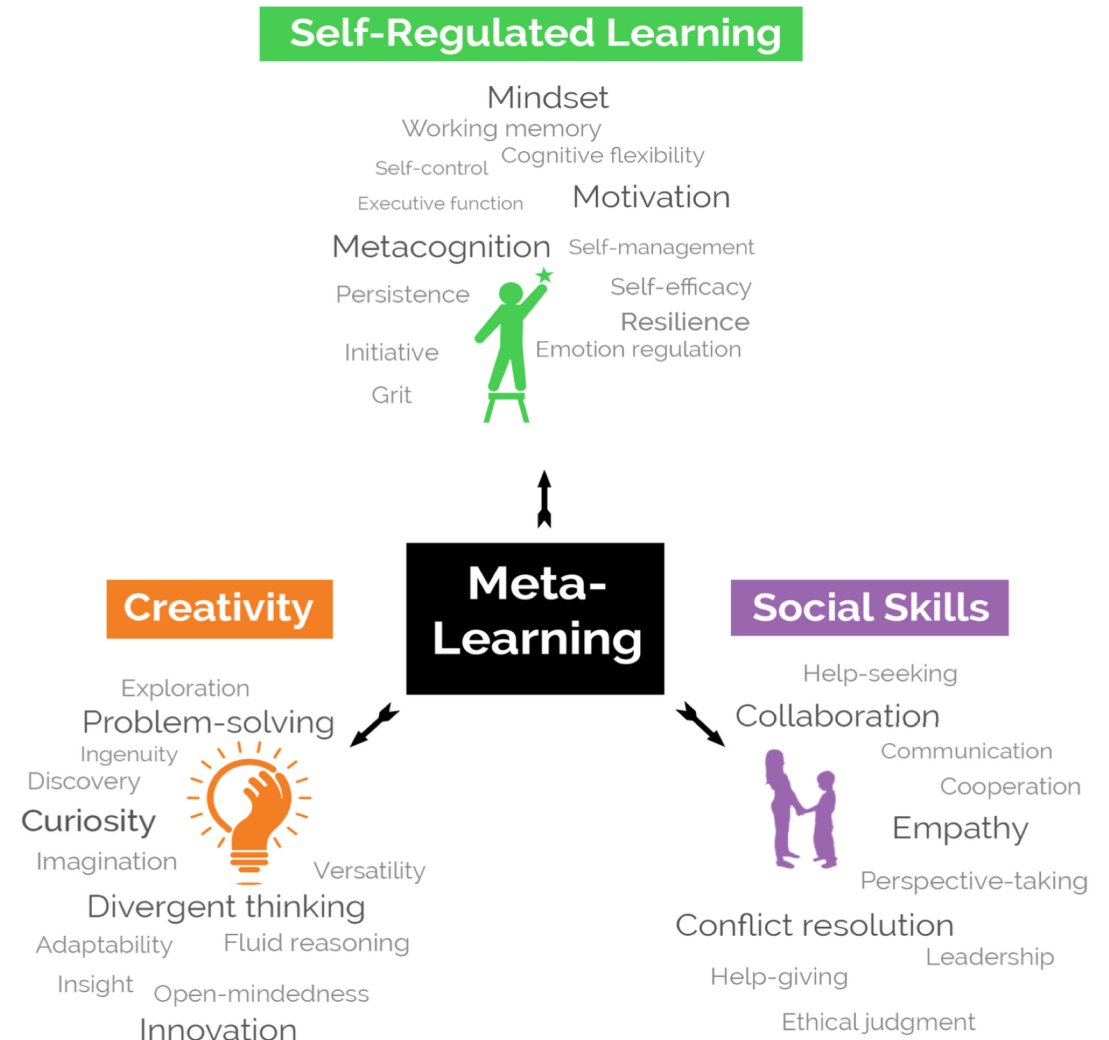 Self-Regulated Learning
Mindset
Working memory
Self-control
Cognitive flexibility
Executive function
Motivation
Metacognition
Self-management
Persistence
Self-efficacy
Resilience
Initiative
Emotion regulation
Grit
Meta-
Learning
Creativity
Exploration
Problem-solving
Ingenuity
Discovery
Curiosity
Imagination
Versatility
Divergent thinking
Adaptability
Fluid reasoning
Insight
Open-mindedness
Innovation
Social Skills
Help-seeking
Collaboration
Communication
Cooperation
Empathy
Perspective-taking
Conflict resolution
Leadership
Help-giving
Ethical judgment